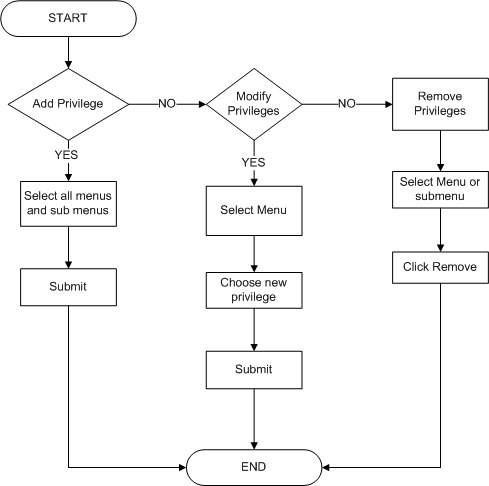 START
Add Privilege
NO
Modify
Privileges
NO
Remove
Privileges
YES
YES
Select all menus
and sub menus
Select Menu
Select Menu or
submenu
Submit
Choose new
privilege
Click Remove
Submit
END